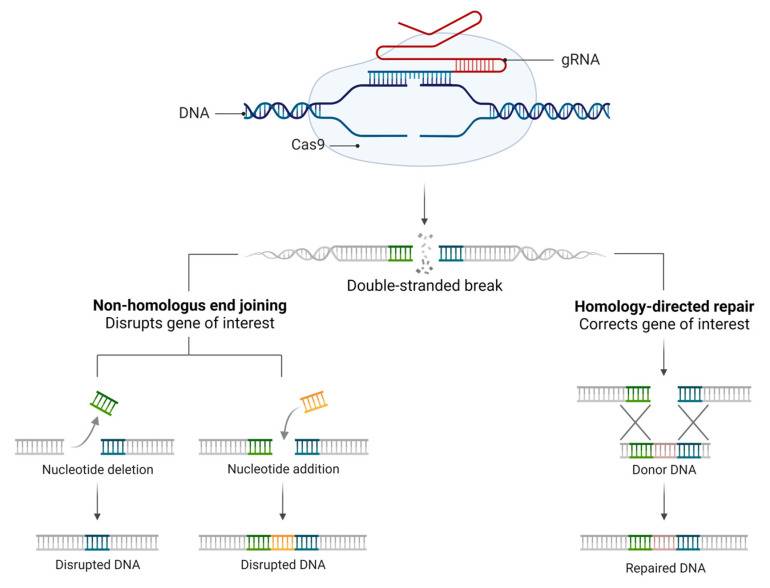 gRNA
DNA
Cas9
Double-stranded break
Non-homologus end joining
Disrupts gene of interest
Homology-directed repair
Corrects gene of interest
Nucleotide deletion
Nucleotide addition
Donor DNA
Disrupted DNA
Disrupted DNA
Repaired DNA